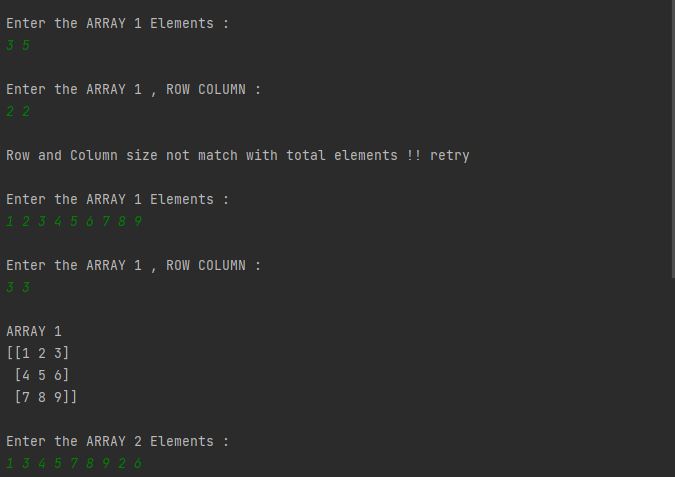 Enter the ARRAY 1 Elements :
3 5
Enter the ARRAY 1 , ROW COLUMN :
2 2
Row and Column size not match with total elements !! retry
Enter the ARRAY 1 Elements :
1 2 3 4 5 6 7 8 9
Enter the ARRAY 1 , ROW COLUMN :
3 3
ARRAY 1
[[1 2 3]
 [4 5 6]
 [7 8 9]]
Enter the ARRAY 2 Elements :
1 3 4 5 7 8 9 2 6